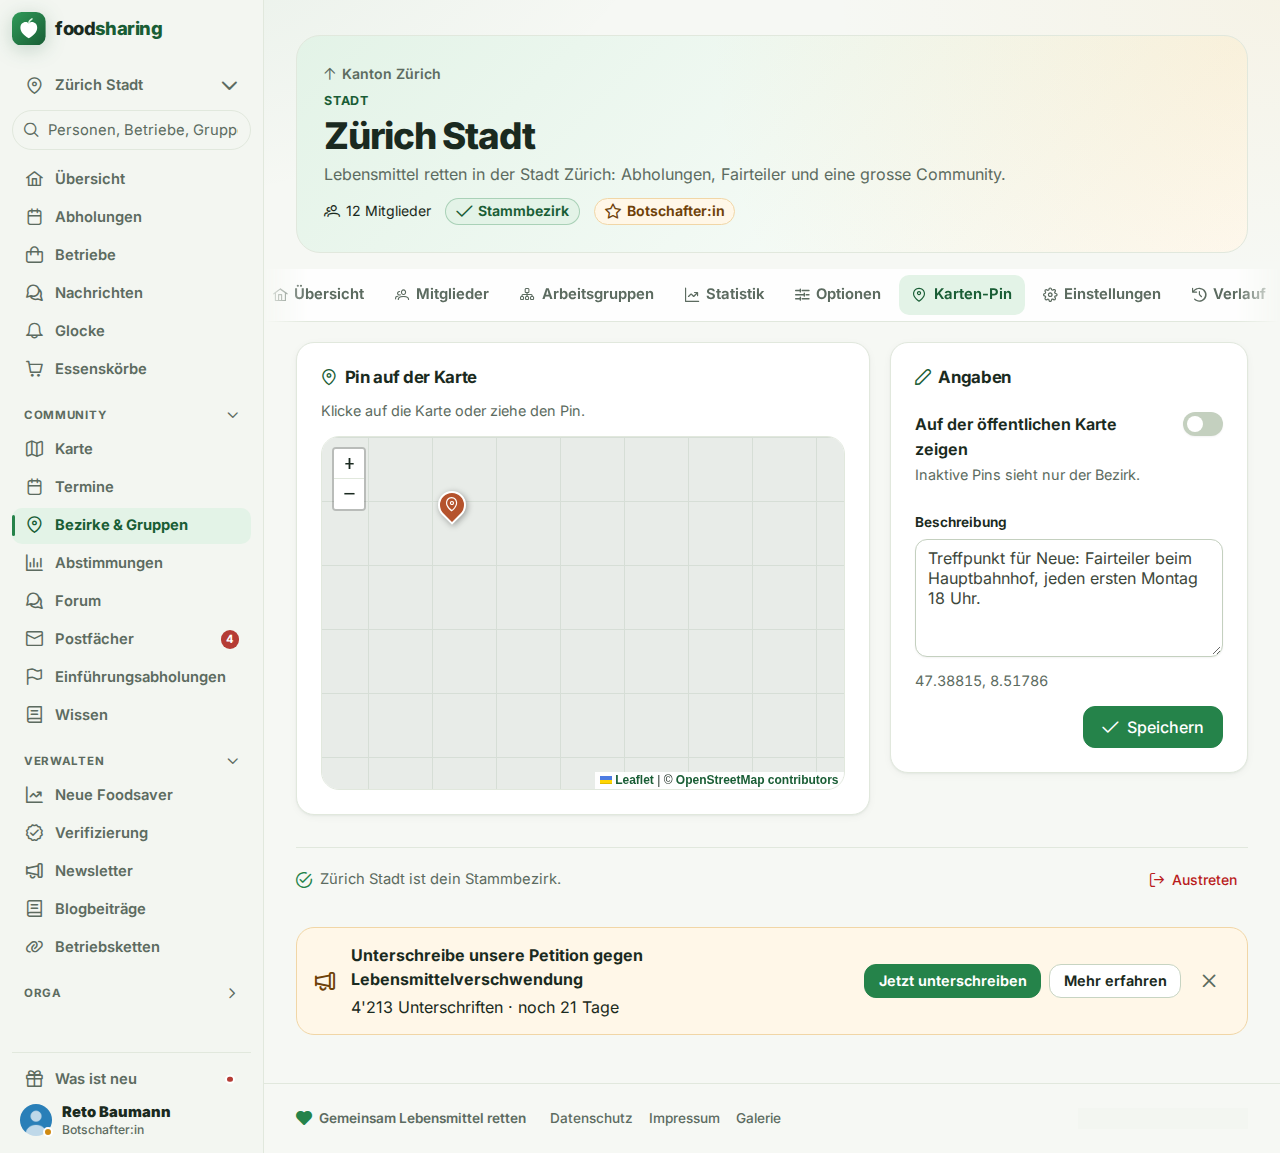 foodsharing
Zürich Stadt
Personen, Betriebe, Grupp
Übersicht
Abholungen
Betriebe
Nachrichten
Glocke
Essenskörbe
COMMUNITY
Karte
Termine
Bezirke & Gruppen
Abstimmungen
Forum
Postfächer 4
Einführungsabholungen
Wissen
VERWALTEN
Neue Foodsaver
Verifizierung
Newsletter
Blogbeiträge
Betriebsketten
ORGA
Was ist neu
Reto Baumann
Botschafter:in
Kanton Zürich
STADT
Zürich Stadt
Lebensmittel retten in der Stadt Zürich: Abholungen, Fairteiler und eine grosse Community.
12 Mitglieder Stammbezirk Botschafter:in
Übersicht Mitglieder Arbeitsgruppen Statistik Optionen Karten-Pin Einstellungen Verlauf
Pin auf der Karte
Klicke auf die Karte oder ziehe den Pin.
+
−
Leaflet | © OpenStreetMap contributors
Angaben
Auf der öffentlichen Karte
zeigen
Inaktive Pins sieht nur der Bezirk.
Beschreibung
Treffpunkt für Neue: Fairteiler beim
Hauptbahnhof, jeden ersten Montag
18 Uhr.
47.38815, 8.51786
Speichern
Zürich Stadt ist dein Stammbezirk.
Austreten
Unterschreibe unsere Petition gegen
Lebensmittelverschwendung
4'213 Unterschriften · noch 21 Tage
Jetzt unterschreiben
Mehr erfahren
Gemeinsam Lebensmittel retten Datenschutz Impressum Galerie